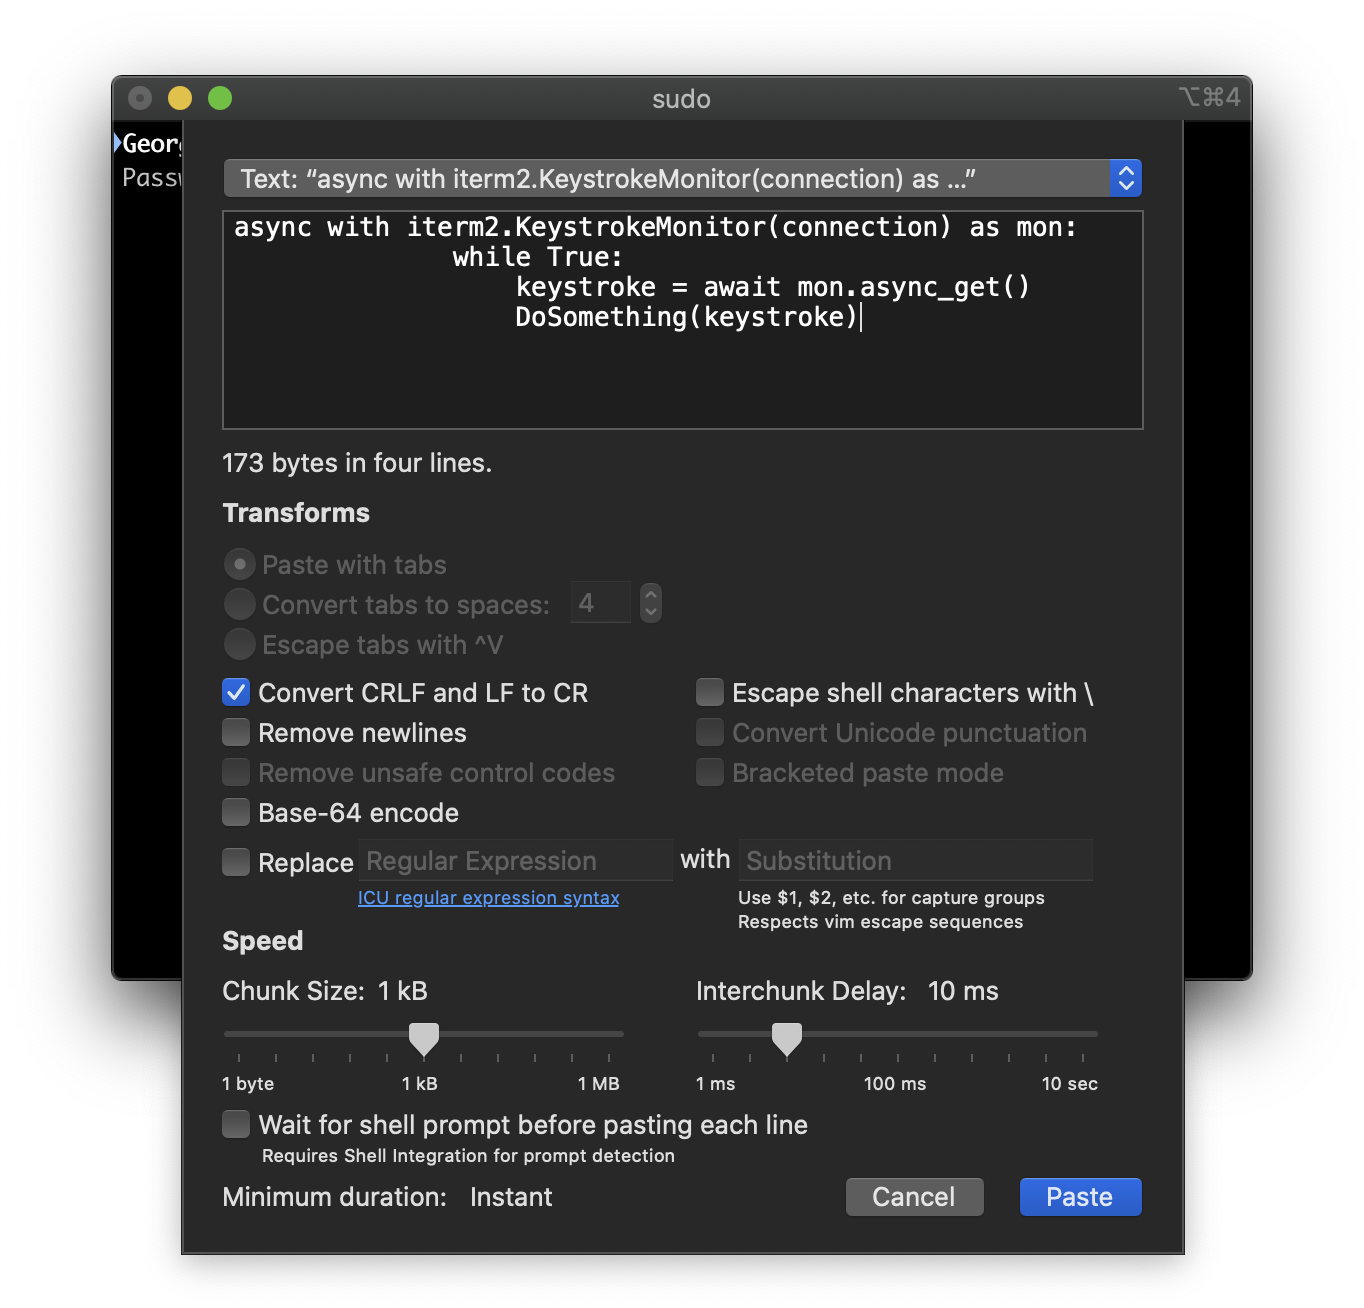 sudo
⌥⌘4
Text: “async with iterm2.KeystrokeMonitor(connection) as ...”
async with iterm2.KeystrokeMonitor(connection) as mon:
while True:
keystroke = await mon.async_get()
DoSomething(keystroke)
173 bytes in four lines.
Transforms
Paste with tabs
Convert tabs to spaces: 4
Escape tabs with ^V
Convert CRLF and LF to CR
Escape shell characters with \
Remove newlines
Convert Unicode punctuation
Remove unsafe control codes
Bracketed paste mode
Base-64 encode
Replace Regular Expression with Substitution
ICU regular expression syntax
Use $1, $2, etc. for capture groups
Respects vim escape sequences
Speed
Chunk Size: 1 kB
Interchunk Delay: 10 ms
1 byte 1 kB 1 MB
1 ms 100 ms 10 sec
Wait for shell prompt before pasting each line
Requires Shell Integration for prompt detection
Minimum duration: Instant
Cancel
Paste